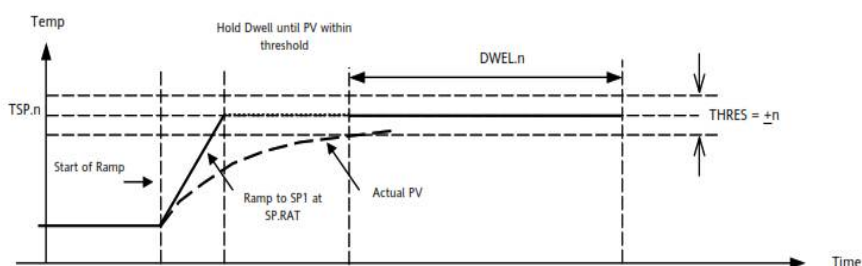 Temp
Hold Dwell until PV within
threshold
DWEL.n
TSP.n
THRES = +n
Start of Ramp
Ramp to SP1 at
SP.RAT
Actual PV
Time